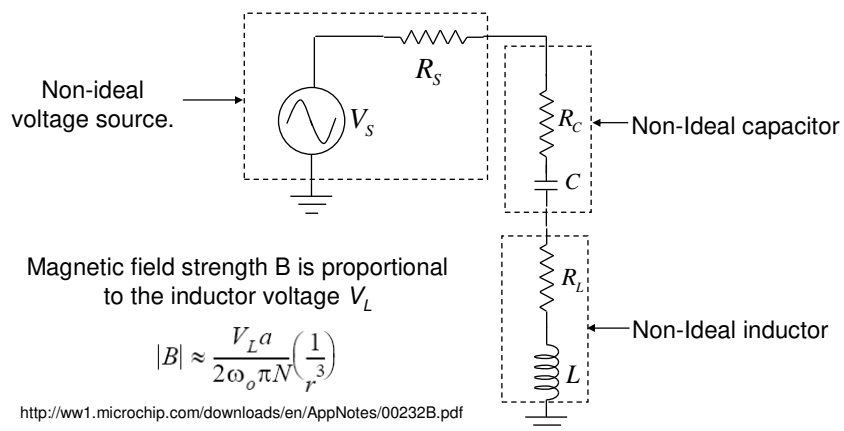 R_S
Non-ideal
voltage source.
V_S
R_C
Non-Ideal capacitor
C
Magnetic field strength B is proportional
to the inductor voltage V_L
R_L
|B| ≈ V_L a / 2ω_o πN (1 / r^3)
Non-Ideal inductor
L
http://ww1.microchip.com/downloads/en/AppNotes/00232B.pdf